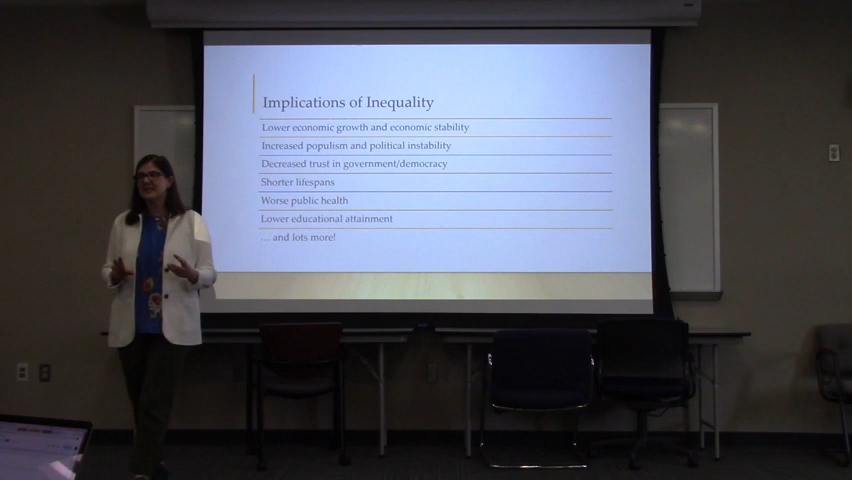 Implications of Inequality
Lower economic growth and economic stability
Increased populism and political instability
Decreased trust in government/democracy
Shorter lifespans
Worse public health
Lower educational attainment
… and lots more!